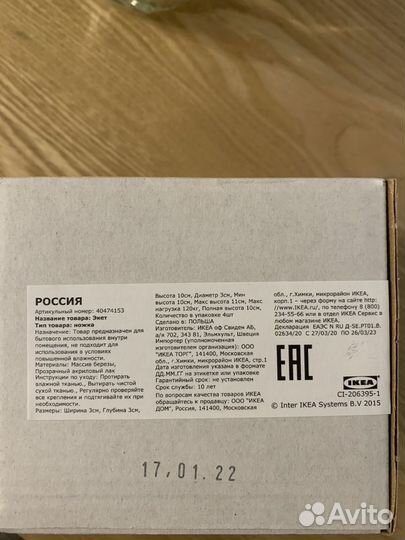 РОССИЯ
Артикульный номер: 40474153
Название товара: Экет
Тип товара: ножка
Назначение: Товар предназначен для
бытового использования внутри
помещения, не подходит для
использования в условиях
повышенной влажности.
Материалы: Массив березы,
Прозрачный акриловый лак
Инструкции по уходу: Протирать
влажной тканью., Вытирать чистой
сухой тканью., Регулярно проверяйте
все крепления и подтягивайте их при
необходимости.
Размеры: Ширина 3см, Глубина 3см,
Высота 10см, Диаметр 3см, Мин
высота 10см, Макс высота 11см, Макс
нагрузка 120кг, Полная высота 10см,
Количество в упаковке 4шт
Сделано в: ПОЛЬША
Изготовитель: ИКЕА оф Свиден АБ,
а/я 702, 343 81, Эльмхульт, Швеция
Импортер (уполномоченная
изготовителем организация): ООО
"ИКЕА ТОРГ", 141400, Московская
обл., г.Химки, микрорайон ИКЕА, стр.1
Дата изготовления: см. дату в формате
ДД.ММ.ГГ на этикетке или упаковке
Гарантийный срок: не установлен
Срок службы: 10 лет
По вопросам качества товаров ИКЕА
обращайтесь к продавцу: ООО "ИКЕА
ДОМ", Россия, 141400, Московская
обл., г.Химки, микрорайон ИКЕА,
корп.1 – через форму на сайте http:
//www.IKEA.ru/, по телефону 8 (800)
234-55-66 или в отдел ИКЕА Сервис в
любом магазине ИКЕА.
Декларация ЕАЭС N RU Д-SE.РТ01.В.
02634/20 С 27/03/20 ПО 26/03/23
EAC
IKEA
CI-206395-1
© Inter IKEA Systems B.V 2015
17.01.22
Avito